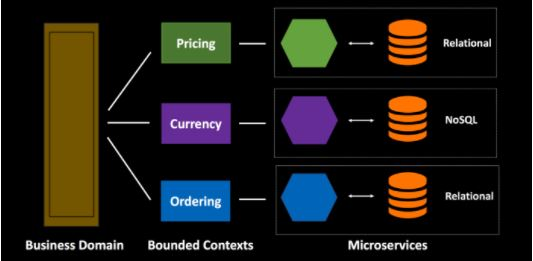 Pricing
Relational
Currency
NoSQL
Ordering
Relational
Business Domain
Bounded Contexts
Microservices